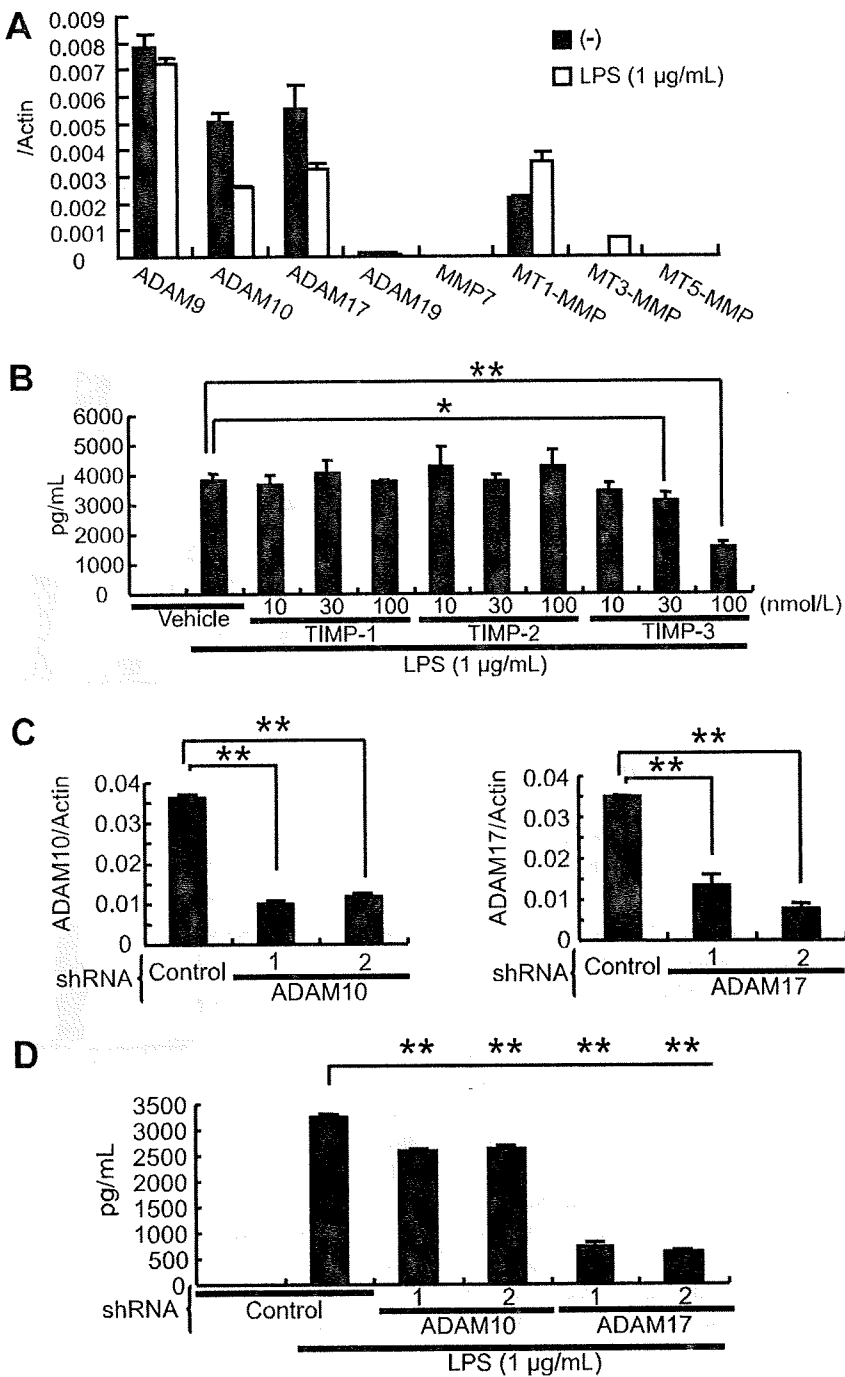 A
0.009
0.008
0.007
0.006
0.005
0.004
0.003
0.002
0.001
0
/Actin
(-)
LPS (1 µg/mL)
ADAM9
ADAM10
ADAM17
ADAM19
MMP7
MT1-MMP
MT3-MMP
MT5-MMP
B
**
*
6000
5000
4000
3000
2000
1000
0
pg/mL
10 30 100 10 30 100 10 30 100 (nmol/L)
Vehicle TIMP-1 TIMP-2 TIMP-3
LPS (1 µg/mL)
C
**
**
0.04
0.03
0.02
0.01
0
ADAM10/Actin
1 2
shRNA { Control ADAM10
**
**
0.04
0.03
0.02
0.01
0
ADAM17/Actin
1 2
shRNA { Control ADAM17
D
** ** ** **
3500
3000
2500
2000
1500
1000
500
0
pg/mL
1 2 1 2
shRNA { Control ADAM10 ADAM17
LPS (1 µg/mL)